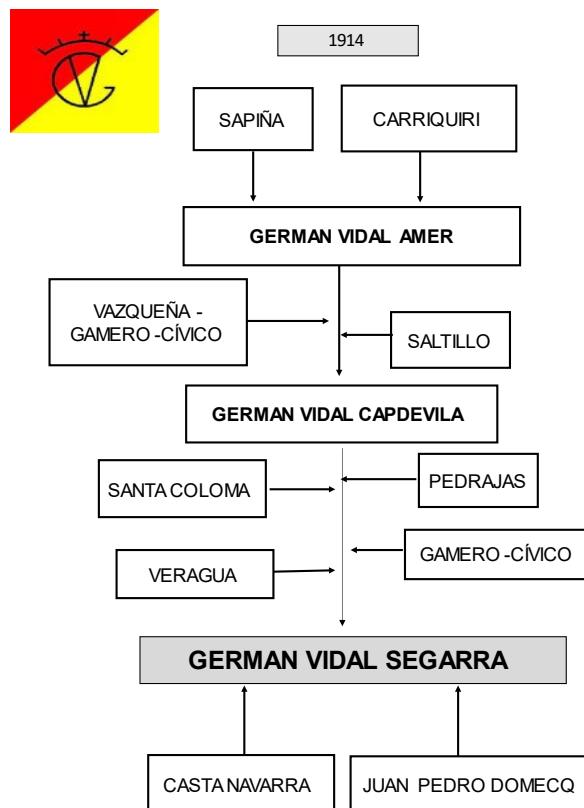 1914
SAPIÑA
CARRIQUIRI
GERMAN VIDAL AMER
VAZQUEÑA -
GAMERO -CÍVICO
SALTILLO
GERMAN VIDAL CAPDEVILA
SANTA COLOMA
PEDRAJAS
VERAGUA
GAMERO -CÍVICO
GERMAN VIDAL SEGARRA
CASTA NAVARRA
JUAN PEDRO DOMECQ